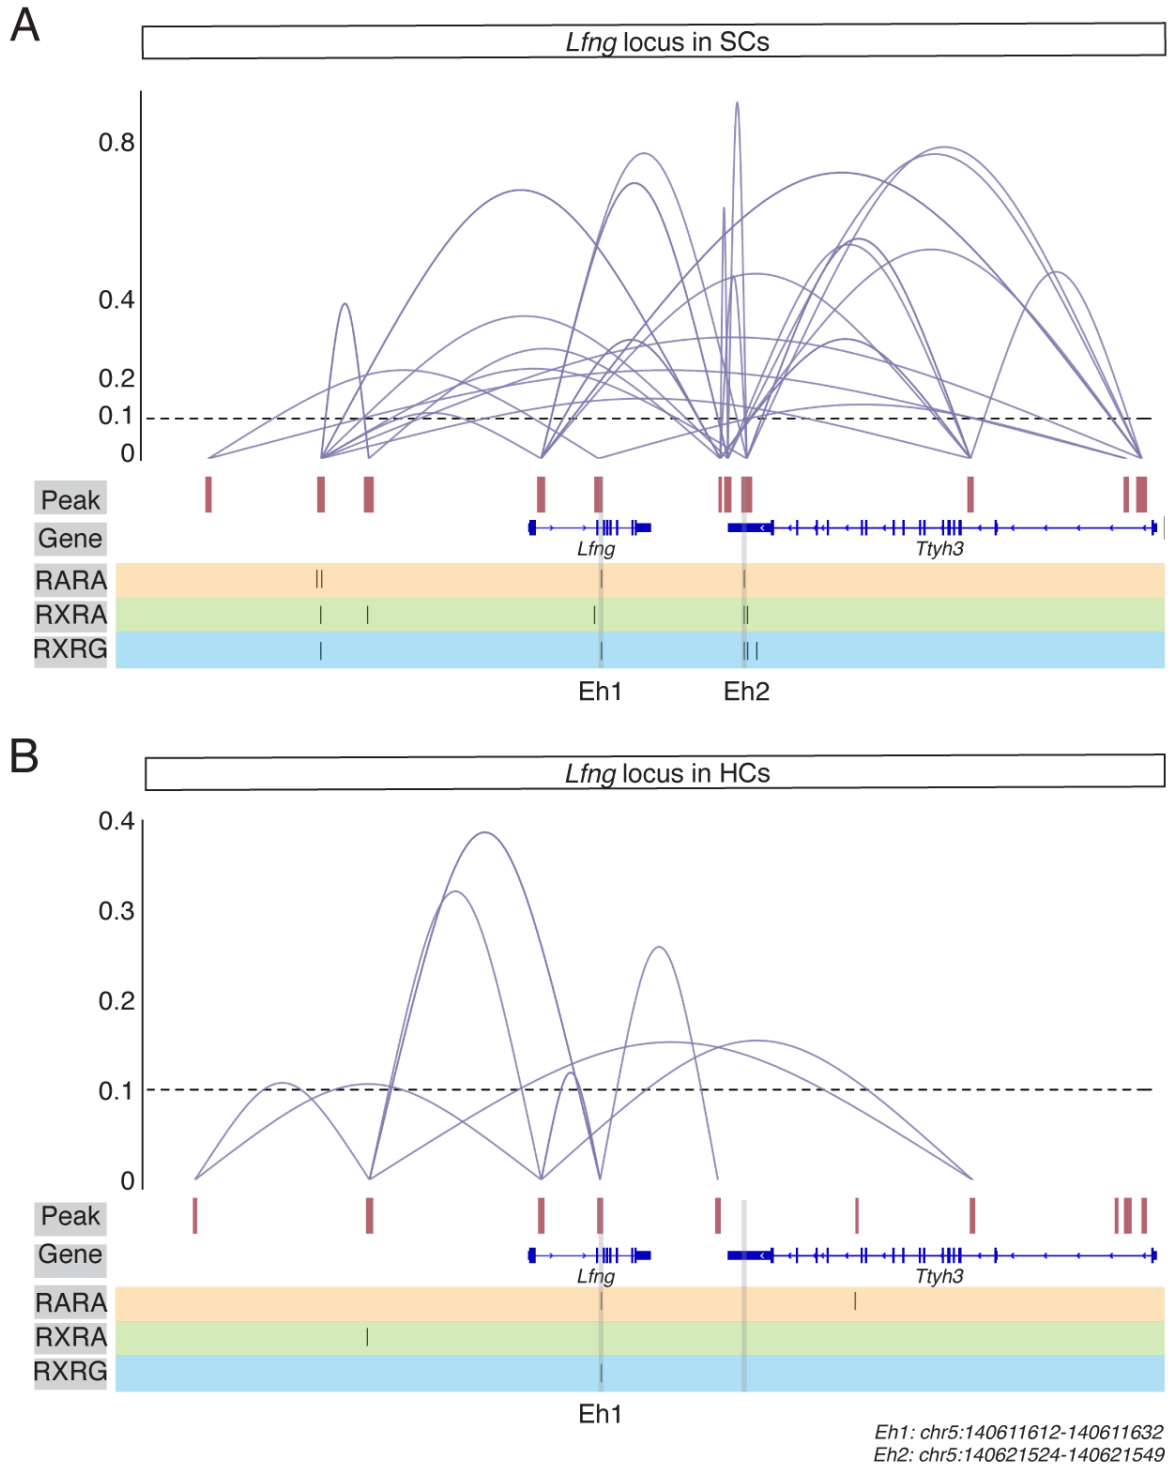 A
Lfng locus in SCs
0.8
0.4
0.2
0.1
0
Peak
Gene
Lfng
Ttyh3
RARA
RXRA
RXRG
Eh1
Eh2
B
Lfng locus in HCs
0.4
0.3
0.2
0.1
0
Peak
Gene
Lfng
Ttyh3
RARA
RXRA
RXRG
Eh1
Eh1: chr5:140611612-140611632
Eh2: chr5:140621524-140621549